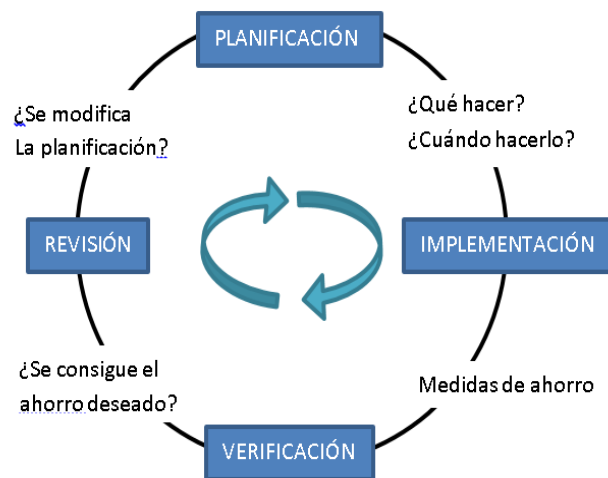 PLANIFICACIÓN
¿Qué hacer?
¿Cuándo hacerlo?
IMPLEMENTACIÓN
Medidas de ahorro
VERIFICACIÓN
¿Se consigue el
ahorro deseado?
REVISIÓN
¿Se modifica
La planificación?